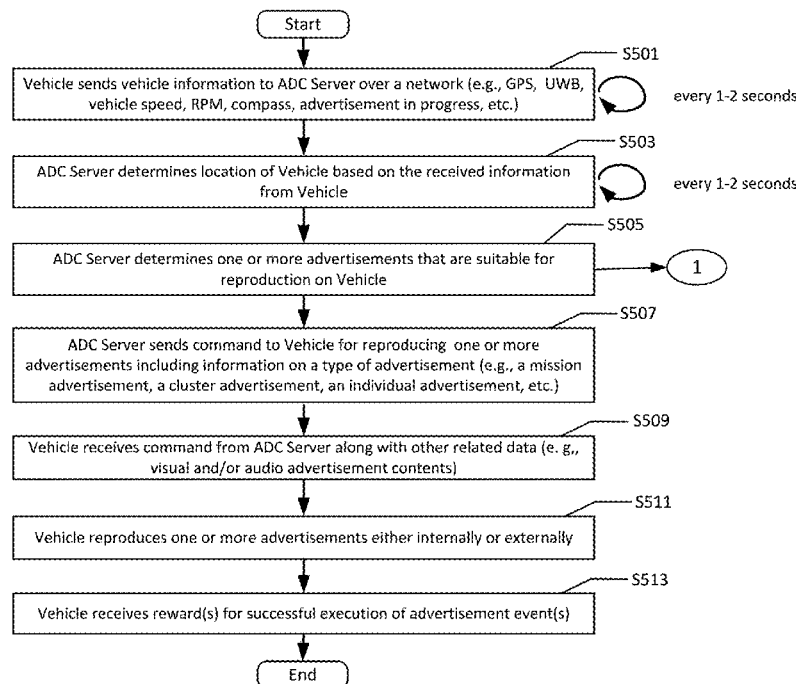 Start
S501
Vehicle sends vehicle information to ADC Server over a network (e.g., GPS, UWB,
vehicle speed, RPM, compass, advertisement in progress, etc.)
every 1-2 seconds
S503
ADC Server determines location of Vehicle based on the received information
from Vehicle
every 1-2 seconds
S505
ADC Server determines one or more advertisements that are suitable for
reproduction on Vehicle
1
S507
ADC Server sends command to Vehicle for reproducing one or more
advertisements including information on a type of advertisement (e.g., a mission
advertisement, a cluster advertisement, an individual advertisement, etc.)
S509
Vehicle receives command from ADC Server along with other related data (e. g,,
visual and/or audio advertisement contents)
S511
Vehicle reproduces one or more advertisements either internally or externally
S513
Vehicle receives reward(s) for successful execution of advertisement event(s)
End